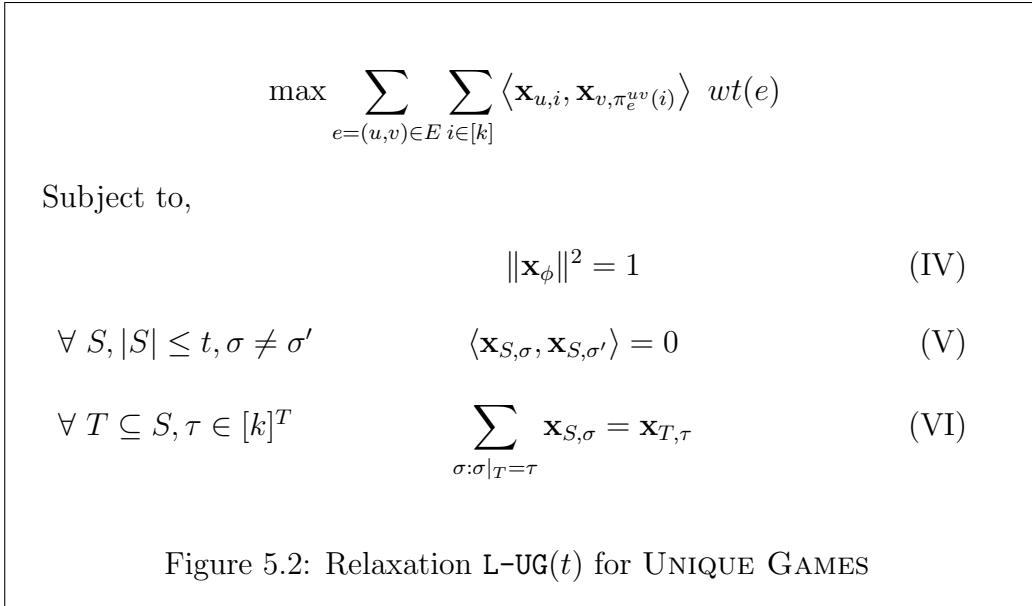 max ∑_{e=(u,v)∈E} ∑_{i∈[k]} ⟨x_{u,i}, x_{v,π_e^{uv}(i)}⟩ wt(e)
Subject to,
‖x_ϕ‖² = 1 (IV)
∀ S, |S| ≤ t, σ ≠ σ′ ⟨x_{S,σ}, x_{S,σ′}⟩ = 0 (V)
∀ T ⊆ S, τ ∈ [k]^T ∑_{σ:σ|_T=τ} x_{S,σ} = x_{T,τ} (VI)
Figure 5.2: Relaxation L-UG(t) for UNIQUE GAMES